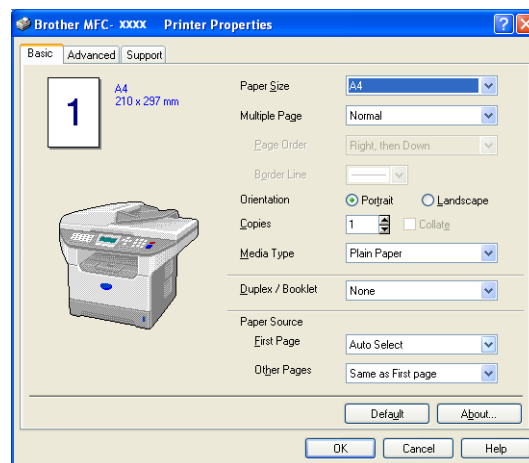 Brother MFC- xxxx Printer Properties
Basic Advanced Support
1
A4
210 x 297 mm
Paper Size A4
Multiple Page Normal
Page Order Right, then Down
Border Line
Orientation Portrait Landscape
Copies 1 Collate
Media Type Plain Paper
Duplex / Booklet None
Paper Source
First Page Auto Select
Other Pages Same as First page
Default About...
OK Cancel Help